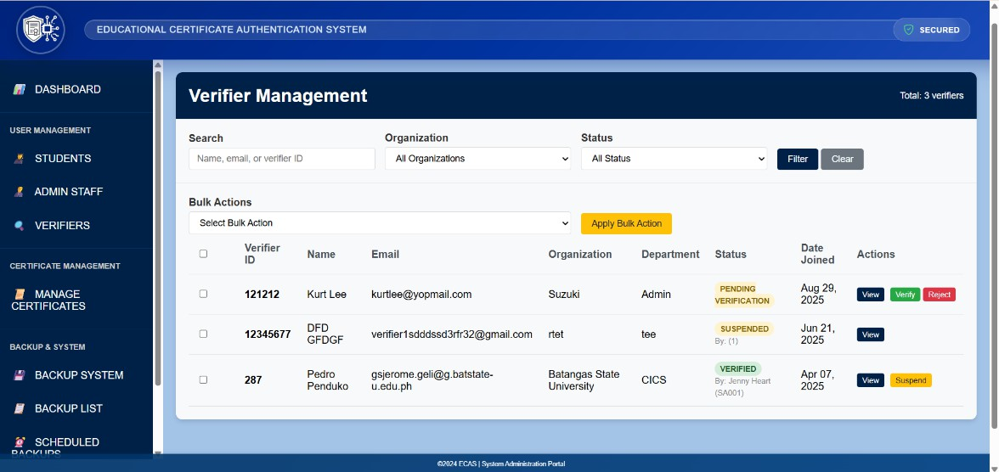 EDUCATIONAL CERTIFICATE AUTHENTICATION SYSTEM
SECURED
DASHBOARD
USER MANAGEMENT
STUDENTS
ADMIN STAFF
VERIFIERS
CERTIFICATE MANAGEMENT
MANAGE
CERTIFICATES
BACKUP & SYSTEM
BACKUP SYSTEM
BACKUP LIST
SCHEDULED
BACKUPS
Verifier Management
Total: 3 verifiers
Search
Organization
Status
Name, email, or verifier ID
All Organizations
All Status
Filter
Clear
Bulk Actions
Select Bulk Action
Apply Bulk Action
Verifier
ID
Name
Email
Organization
Department
Status
Date
Joined
Actions
121212
Kurt Lee
kurtlee@yopmail.com
Suzuki
Admin
PENDING
VERIFICATION
Aug 29,
2025
View
Verify
Reject
12345677
DFD
GFDGF
verifier1sdddssd3rfr32@gmail.com
rtet
tee
SUSPENDED
By: (1)
Jun 21,
2025
View
287
Pedro
Penduko
gsjerome.geli@g.batstate-
u.edu.ph
Batangas State
University
CICS
VERIFIED
By: Jenny Heart
(SA001)
Apr 07,
2025
View
Suspend
©2024 ECAS | System Administration Portal